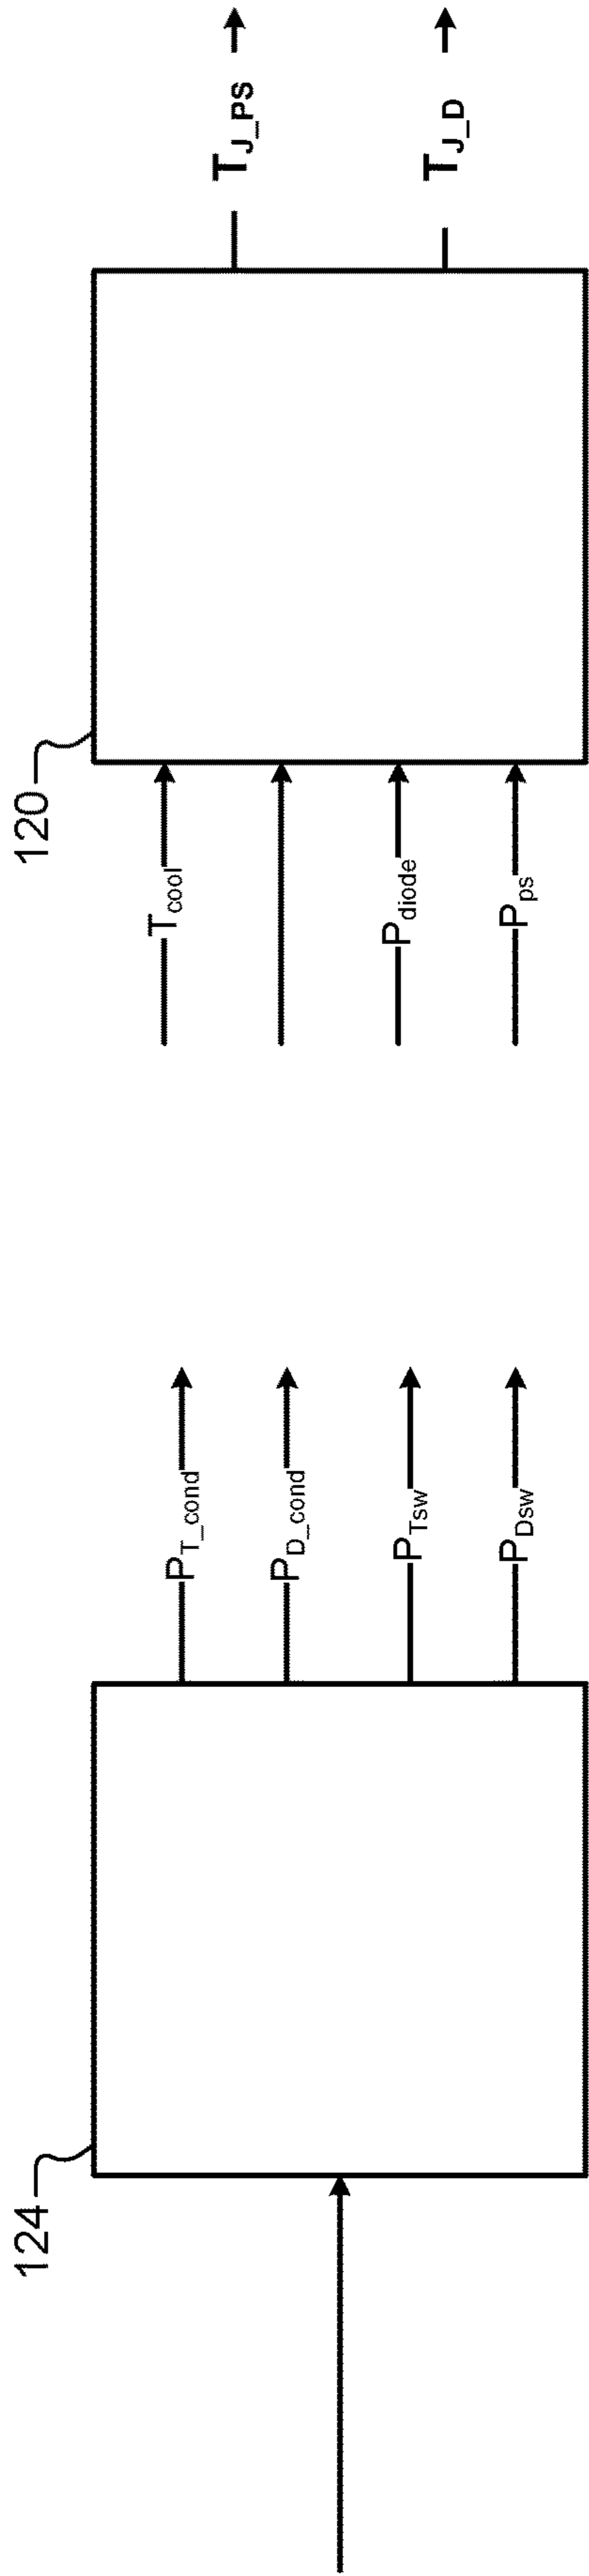 124
P_T_cond
P_D_cond
P_Tsw
P_Dsw
120
T_cool
P_diode
P_ps
T_J_PS
T_J_D